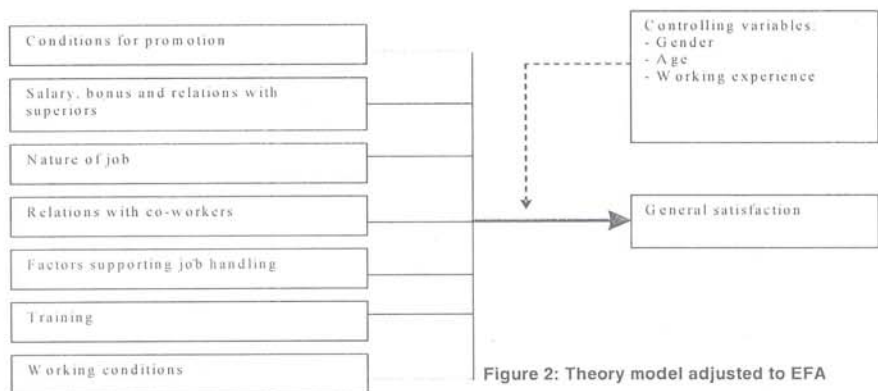 Conditions for promotion
Salary, bonus and relations with
superiors
Nature of job
Relations with co-workers
Factors supporting job handling
Training
Working conditions
Controlling variables:
- Gender
- Age
- Working experience
General satisfaction
Figure 2: Theory model adjusted to EFA